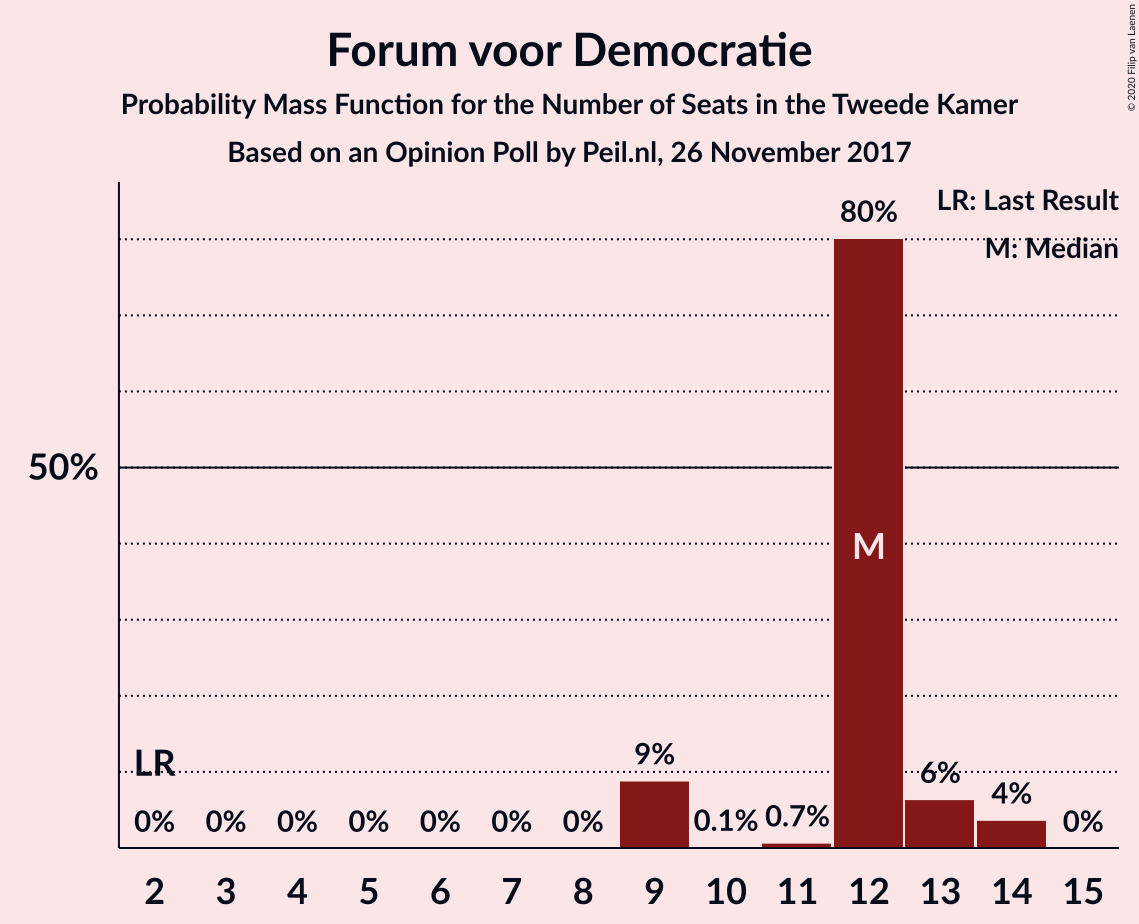 Forum voor Democratie
Probability Mass Function for the Number of Seats in the Tweede Kamer
Based on an Opinion Poll by Peil.nl, 26 November 2017
© 2020 Filip van Laenen
LR: Last Result
M: Median
80%
50%
M
LR
9%
6%
4%
0% 0% 0% 0% 0% 0% 0% 0.1% 0.7% 0%
2 3 4 5 6 7 8 9 10 11 12 13 14 15